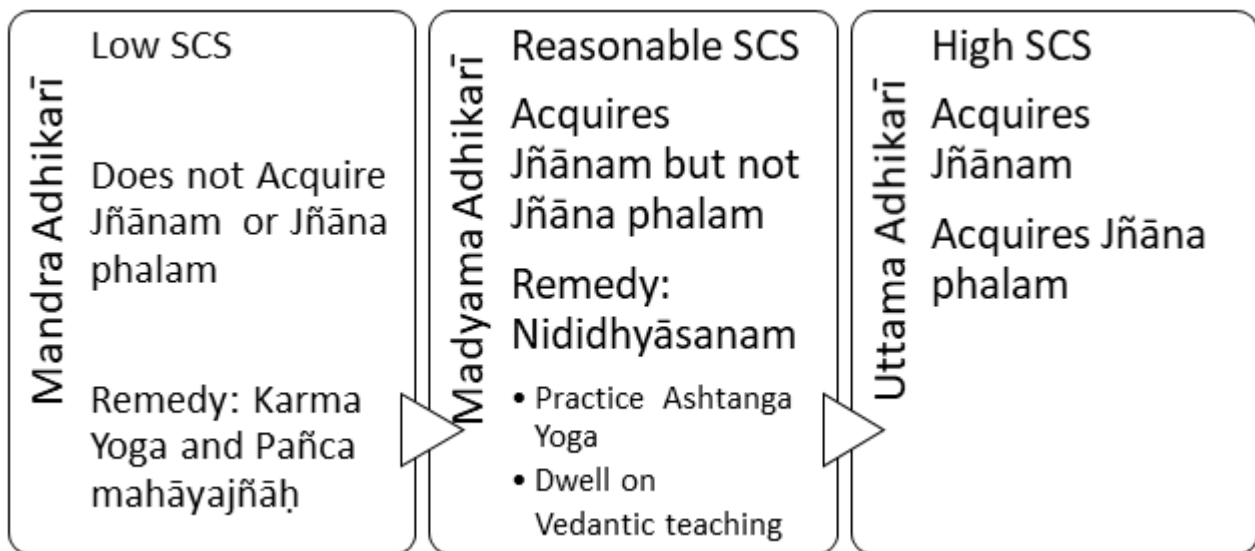 Mandra Adhikarī
Low SCS
Does not Acquire
Jñānam or Jñāna
phalam
Remedy: Karma
Yoga and Pañca
mahāyajñāḥ
Madyama Adhikarī
Reasonable SCS
Acquires
Jñānam but not
Jñāna phalam
Remedy:
Nididhyāsanam
• Practice Ashtanga
Yoga
• Dwell on
Vedantic teaching
Uttama Adhikarī
High SCS
Acquires
Jñānam
Acquires Jñāna
phalam